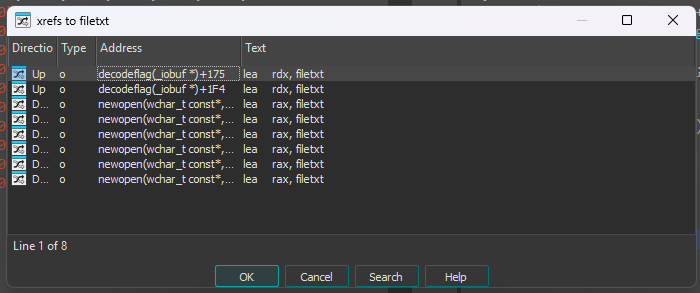 xrefs to filetxt
Directio Type Address Text
Up o decodeflag(_iobuf *)+175 lea rdx, filetxt
Up o decodeflag(_iobuf *)+1F4 lea rdx, filetxt
D... o newopen(wchar_t const*,... lea rax, filetxt
D... o newopen(wchar_t const*,... lea rax, filetxt
D... o newopen(wchar_t const*,... lea rax, filetxt
D... o newopen(wchar_t const*,... lea rax, filetxt
D... o newopen(wchar_t const*,... lea rax, filetxt
D... o newopen(wchar_t const*,... lea rax, filetxt
Line 1 of 8
OK Cancel Search Help